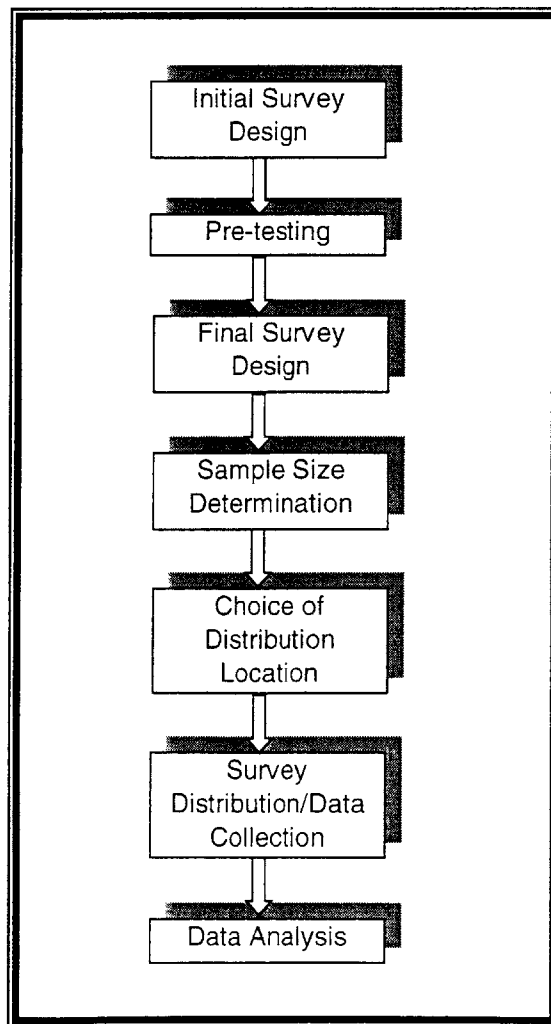 Initial Survey
Design
Pre-testing
Final Survey
Design
Sample Size
Determination
Choice of
Distribution
Location
Survey
Distribution/Data
Collection
Data Analysis